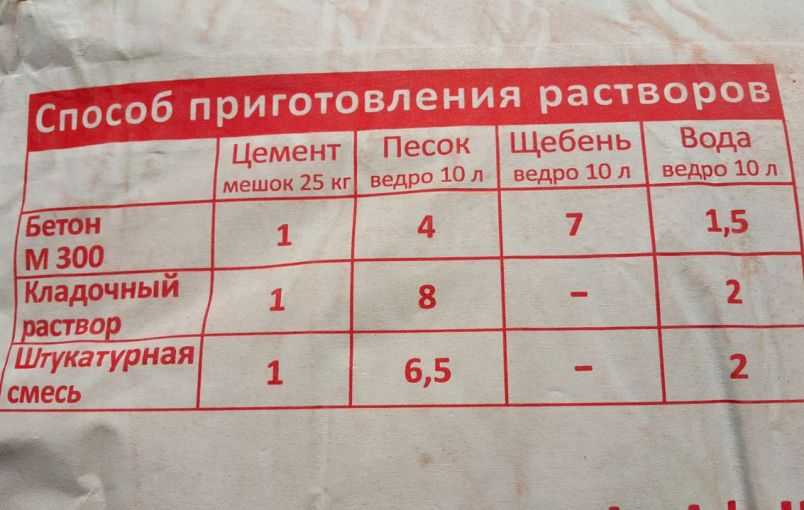 Способ приготовления растворов
Цемент Песок Щебень Вода
мешок 25 кг ведро 10 л ведро 10 л ведро 10 л
Бетон
М 300 1 4 7 1,5
Кладочный
раствор 1 8 – 2
Штукатурная
смесь 1 6,5 – 2